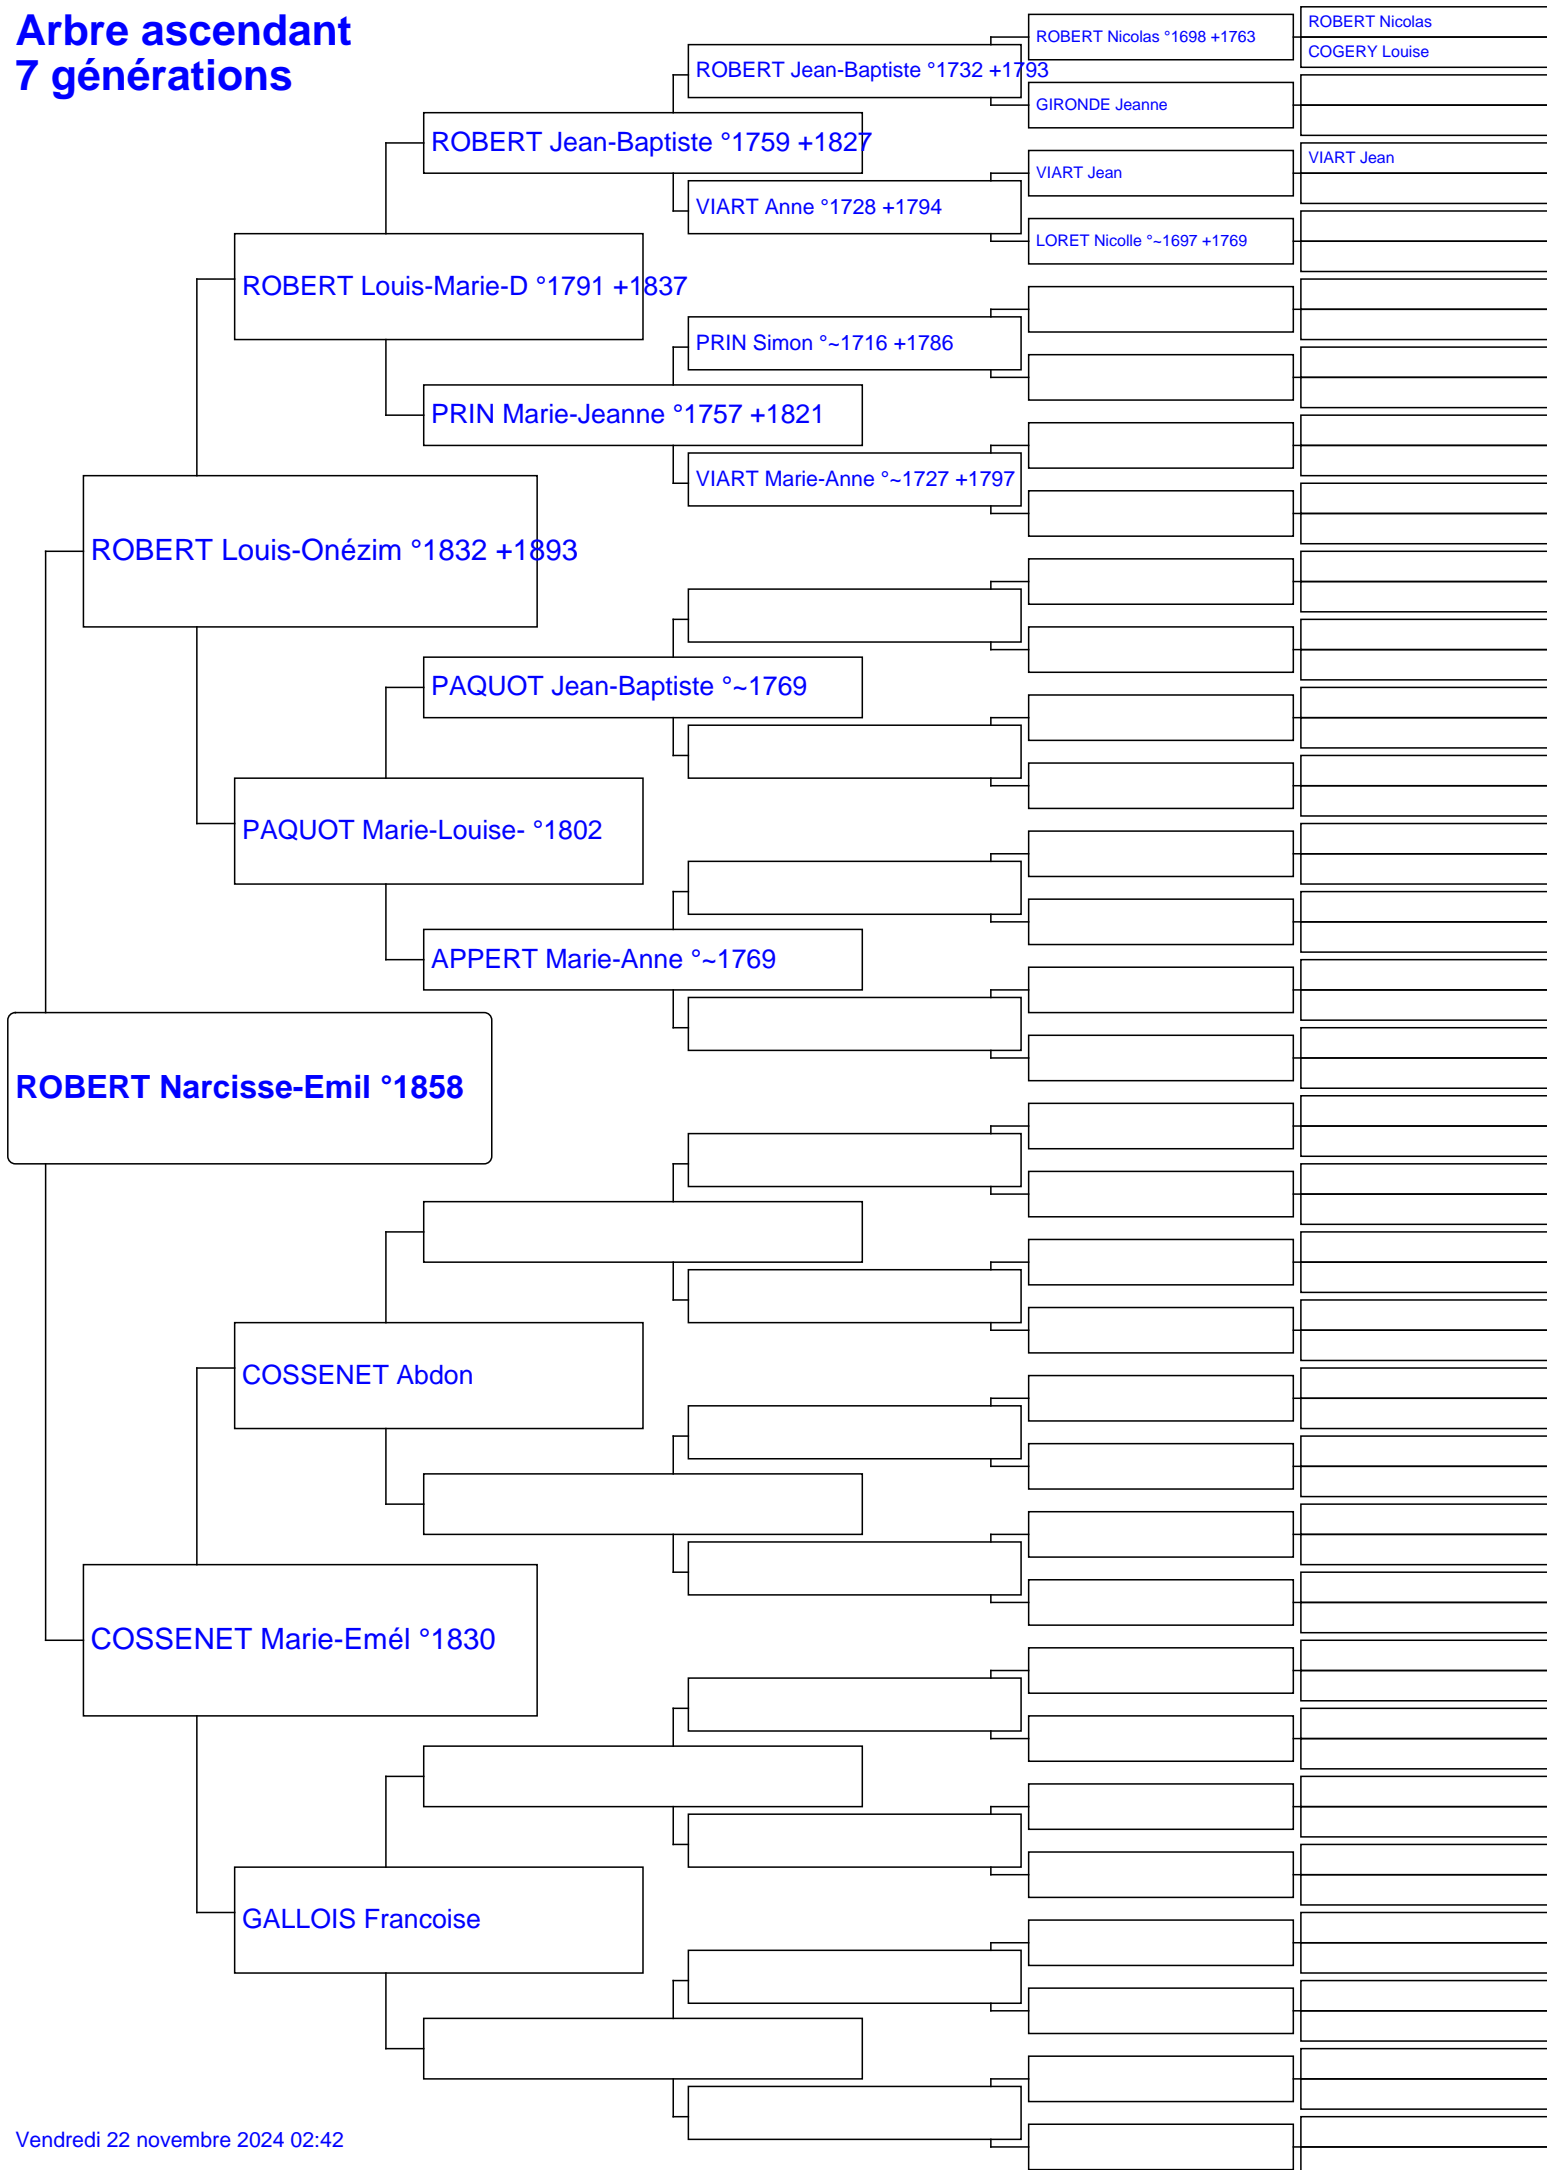 Arbre ascendant
7 générations
ROBERT Nicolas
ROBERT Nicolas °1698 +1763
COGERY Louise
ROBERT Jean-Baptiste °1732 +1793
GIRONDE Jeanne
ROBERT Jean-Baptiste °1759 +1827
VIART Jean
VIART Jean
VIART Anne °1728 +1794
LORET Nicolle °~1697 +1769
ROBERT Louis-Marie-D °1791 +1837
PRIN Simon °~1716 +1786
PRIN Marie-Jeanne °1757 +1821
VIART Marie-Anne °~1727 +1797
ROBERT Louis-Onézim °1832 +1893
PAQUOT Jean-Baptiste °~1769
PAQUOT Marie-Louise- °1802
APPERT Marie-Anne °~1769
ROBERT Narcisse-Emil °1858
COSSENET Abdon
COSSENET Marie-Emél °1830
GALLOIS Francoise
Vendredi 22 novembre 2024 02:42